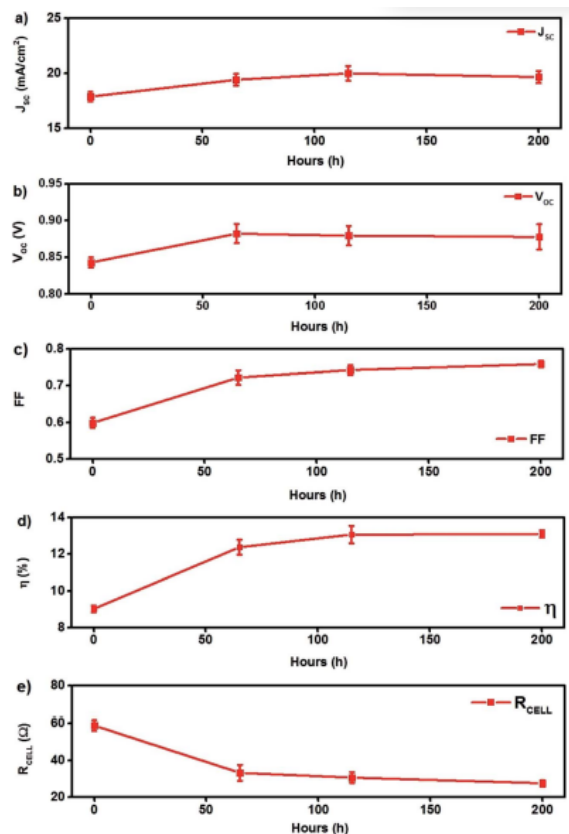 a)
25
20
15
J_SC (mA/cm²)
J_SC
0 50 100 150 200
Hours (h)
b)
0.95
0.90
0.85
0.80
V_OC (V)
V_OC
0 50 100 150 200
Hours (h)
c)
0.8
0.7
0.6
0.5
FF
FF
0 50 100 150 200
Hours (h)
d)
14
12
10
8
η (%)
η
0 50 100 150 200
Hours (h)
e)
80
60
40
20
R_CELL (Ω)
R_CELL
0 50 100 150 200
Hours (h)